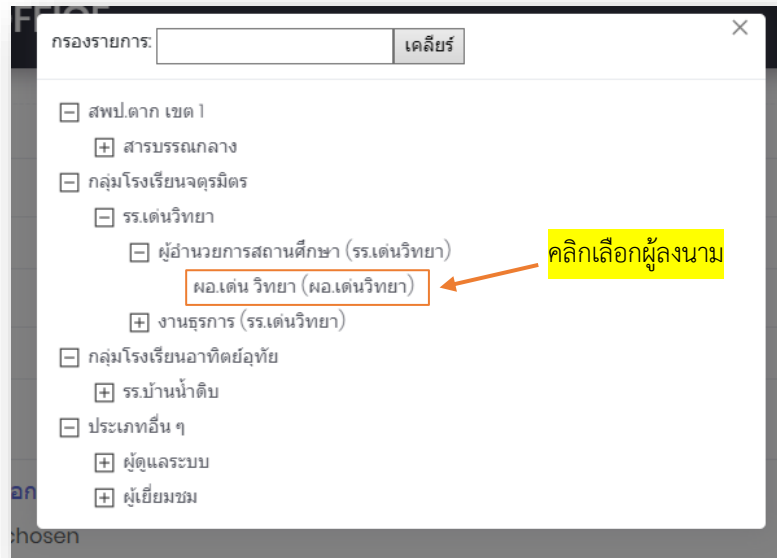 OFFICE
กรองรายการ: เคลียร์ ×
สพป.ตาก เขต 1
สารบรรณกลาง
กลุ่มโรงเรียนจตุรมิตร
รร.เด่นวิทยา
ผู้อำนวยการสถานศึกษา (รร.เด่นวิทยา)
คลิกเลือกผู้ลงนาม
ผอ.เด่น วิทยา (ผอ.เด่นวิทยา)
งานธุรการ (รร.เด่นวิทยา)
กลุ่มโรงเรียนอาทิตย์อุทัย
รร.บ้านน้ำดิบ
ประเภทอื่น ๆ
ผู้ดูแลระบบ
ผู้เยี่ยมชม
chosen